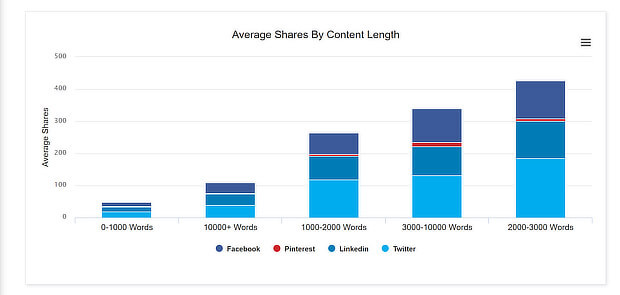 Average Shares By Content Length
500
400
300
200
100
0
Average Shares
0-1000 Words
10000+ Words
1000-2000 Words
3000-10000 Words
2000-3000 Words
Facebook
Pinterest
Linkedin
Twitter